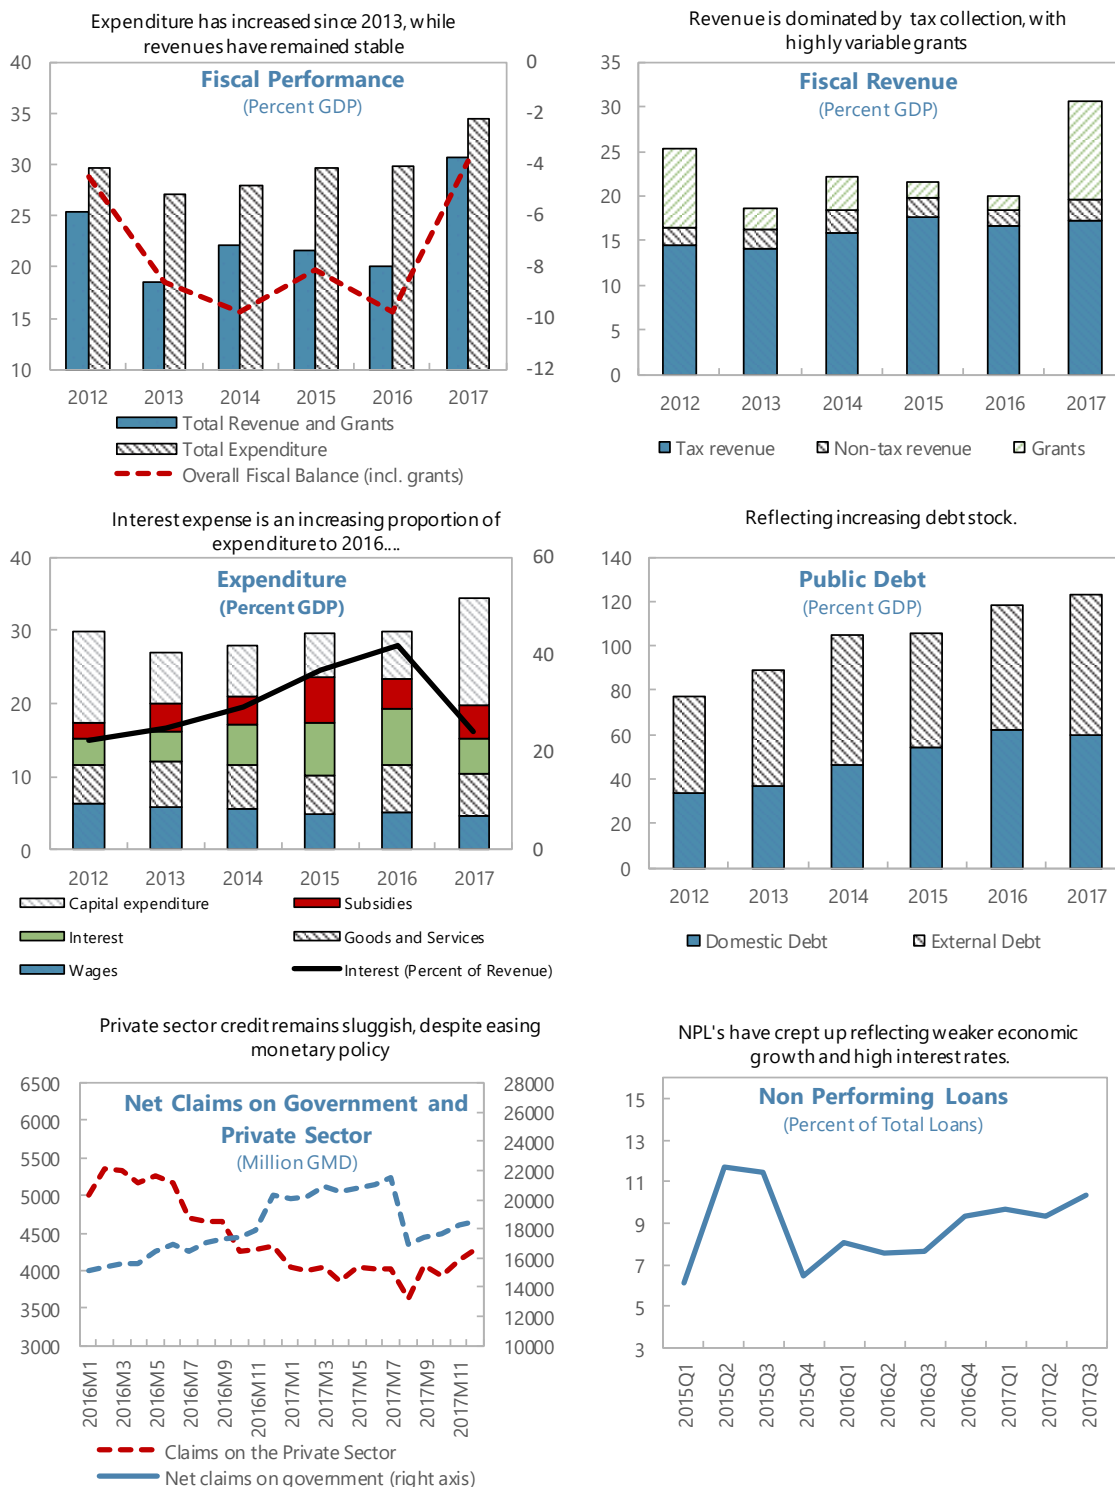 Expenditure has increased since 2013, while
revenues have remained stable
Fiscal Performance
(Percent GDP)
40
35
30
25
20
15
10
0
-2
-4
-6
-8
-10
-12
2012 2013 2014 2015 2016 2017
Total Revenue and Grants
Total Expenditure
Overall Fiscal Balance (incl. grants)
Revenue is dominated by tax collection, with
highly variable grants
Fiscal Revenue
(Percent GDP)
35
30
25
20
15
10
5
0
2012 2013 2014 2015 2016 2017
Tax revenue Non-tax revenue Grants
Interest expense is an increasing proportion of
expenditure to 2016....
Expenditure
(Percent GDP)
40
30
20
10
0
60
40
20
0
2012 2013 2014 2015 2016 2017
Capital expenditure Subsidies
Interest Goods and Services
Wages Interest (Percent of Revenue)
Reflecting increasing debt stock.
Public Debt
(Percent GDP)
140
120
100
80
60
40
20
0
2012 2013 2014 2015 2016 2017
Domestic Debt External Debt
Private sector credit remains sluggish, despite easing
monetary policy
Net Claims on Government and
Private Sector
(Million GMD)
6500
6000
5500
5000
4500
4000
3500
3000
28000
26000
24000
22000
20000
18000
16000
14000
12000
10000
2016M1
2016M3
2016M5
2016M7
2016M9
2016M11
2017M1
2017M3
2017M5
2017M7
2017M9
2017M11
Claims on the Private Sector
Net claims on government (right axis)
NPL's have crept up reflecting weaker economic
growth and high interest rates.
Non Performing Loans
(Percent of Total Loans)
15
13
11
9
7
5
3
2015Q1
2015Q2
2015Q3
2015Q4
2016Q1
2016Q2
2016Q3
2016Q4
2017Q1
2017Q2
2017Q3